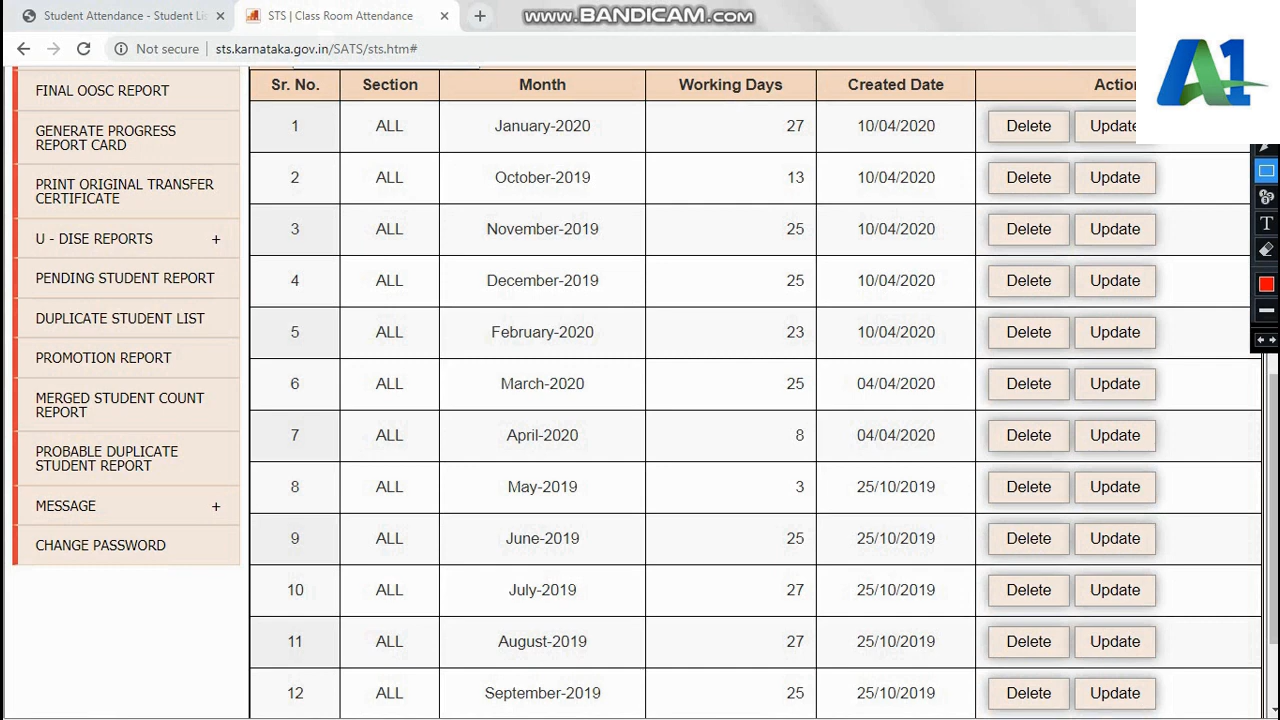 Student Attendance - Student Li
STS | Class Room Attendance
www.BANDICAM.com
Not secure
sts.karnataka.gov.in/SATS/sts.htm#
A1
FINAL OOSC REPORT
GENERATE PROGRESS
REPORT CARD
PRINT ORIGINAL TRANSFER
CERTIFICATE
U - DISE REPORTS +
PENDING STUDENT REPORT
DUPLICATE STUDENT LIST
PROMOTION REPORT
MERGED STUDENT COUNT
REPORT
PROBABLE DUPLICATE
STUDENT REPORT
MESSAGE +
CHANGE PASSWORD
Sr. No. Section Month Working Days Created Date Actio
1 ALL January-2020 27 10/04/2020 Delete Update
2 ALL October-2019 13 10/04/2020 Delete Update
3 ALL November-2019 25 10/04/2020 Delete Update
4 ALL December-2019 25 10/04/2020 Delete Update
5 ALL February-2020 23 10/04/2020 Delete Update
6 ALL March-2020 25 04/04/2020 Delete Update
7 ALL April-2020 8 04/04/2020 Delete Update
8 ALL May-2019 3 25/10/2019 Delete Update
9 ALL June-2019 25 25/10/2019 Delete Update
10 ALL July-2019 27 25/10/2019 Delete Update
11 ALL August-2019 27 25/10/2019 Delete Update
12 ALL September-2019 25 25/10/2019 Delete Update
T